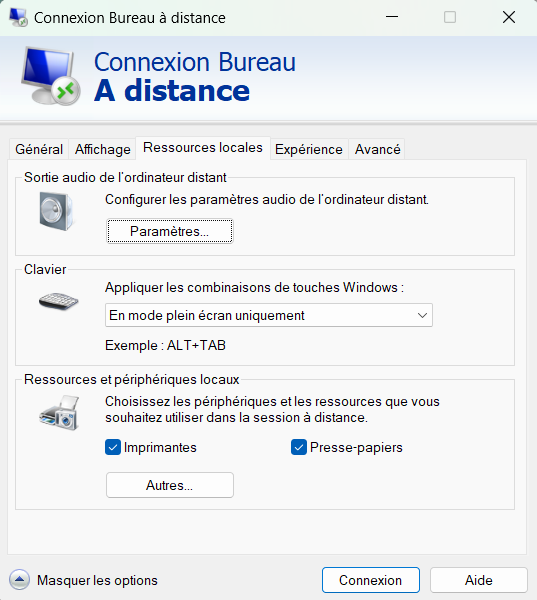 Connexion Bureau à distance
Connexion Bureau
A distance
Général
Affichage
Ressources locales
Expérience
Avancé
Sortie audio de l'ordinateur distant
Configurer les paramètres audio de l'ordinateur distant.
Paramètres...
Clavier
Appliquer les combinaisons de touches Windows :
En mode plein écran uniquement
Exemple : ALT+TAB
Ressources et périphériques locaux
Choisissez les périphériques et les ressources que vous
souhaitez utiliser dans la session à distance.
Imprimantes
Presse-papiers
Autres...
Masquer les options
Connexion
Aide